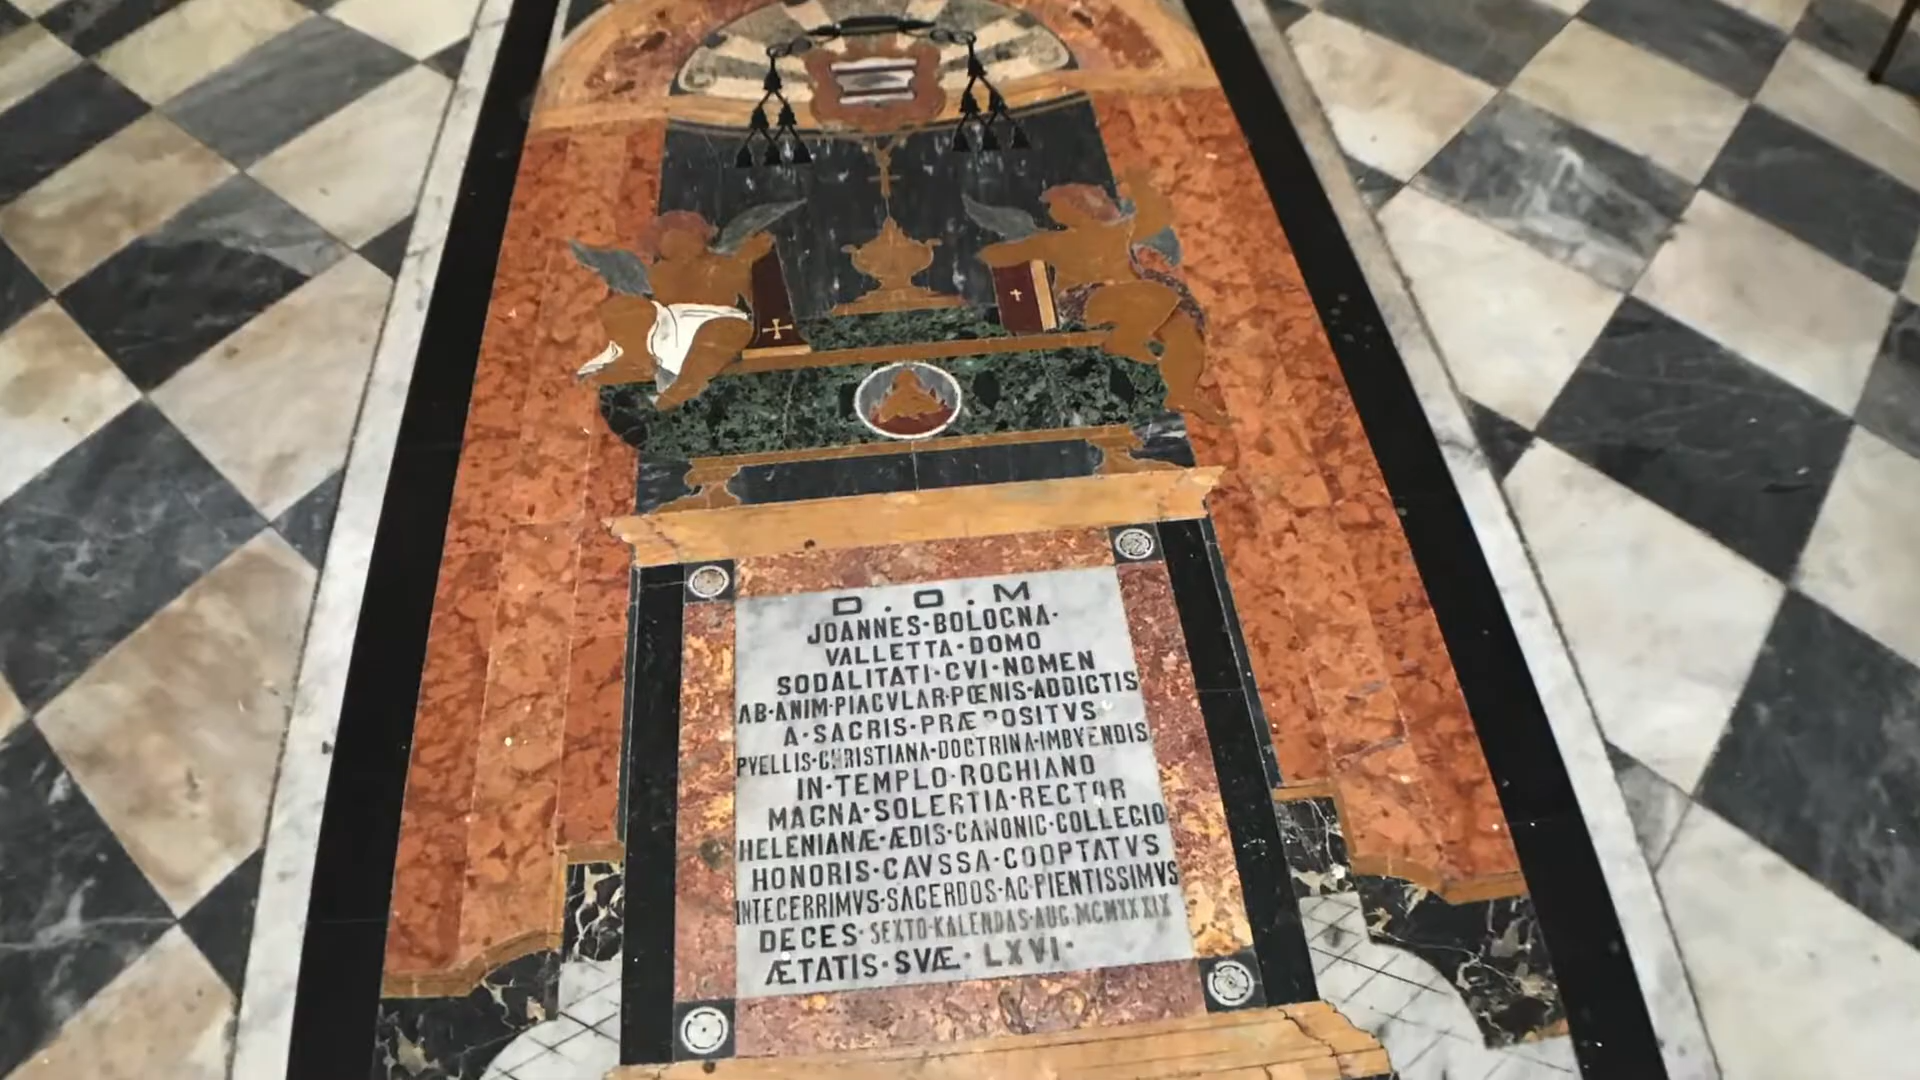 D.O.M
JOANNES·BOLOGNA·
VALLETTA·DOMO
SODALITATI·CVI·NOMEN
AB·ANIM·PIACVLAR·PŒNIS·ADDICTIS
A·SACRIS·PRÆPOSITVS
PVELLIS·CHRISTIANA·DOCTRINA·IMBVENDIS
IN·TEMPLO·ROCHIANO
MAGNA·SOLERTIA·RECTOR
HELENIANÆ·ÆDIS·CANONIC·COLLEGIO
HONORIS·CAVSSA·COOPTATVS
INTEGERRIMVS·SACERDOS·AC·PIENTISSIMVS
DECES·SEXTO·KALENDAS·AUG·MCMXXXIX
ÆTATIS·SVÆ·LXVI·